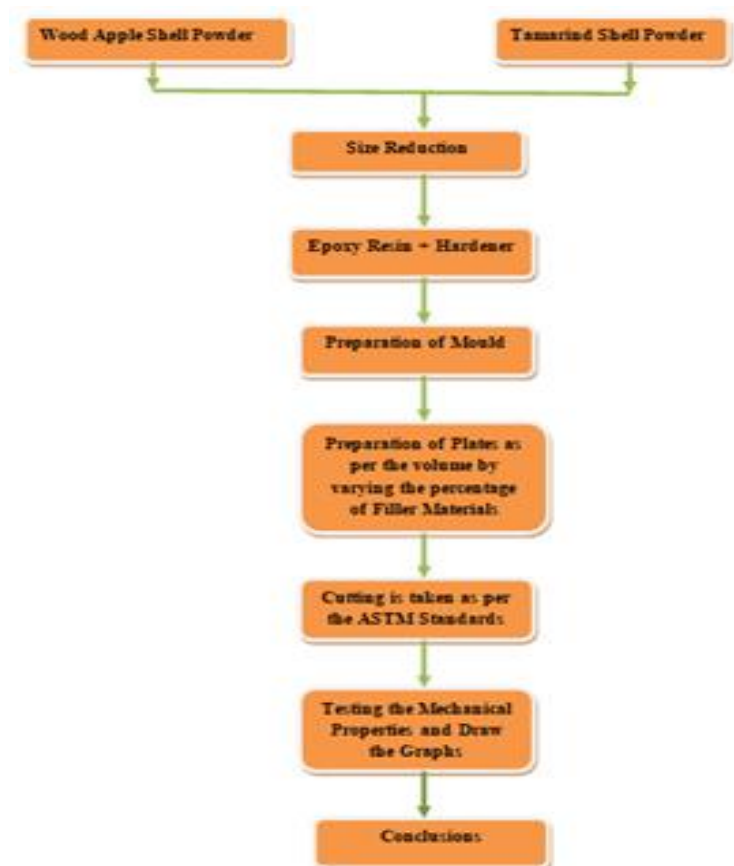 Wood Apple Shell Powder
Tamarind Shell Powder
Size Reduction
Epoxy Resin + Hardener
Preparation of Mould
Preparation of Plates as
per the volume by
varying the percentage
of Filler Materials
Cutting is taken as per
the ASTM Standards
Testing the Mechanical
Properties and Draw
the Graphs
Conclusions